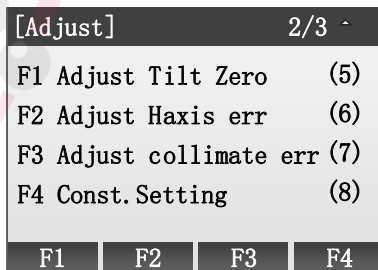 [Adjust] 2/3
F1 Adjust Tilt Zero (5)
F2 Adjust Haxis err (6)
F3 Adjust collimate err (7)
F4 Const.Setting (8)
F1 F2 F3 F4